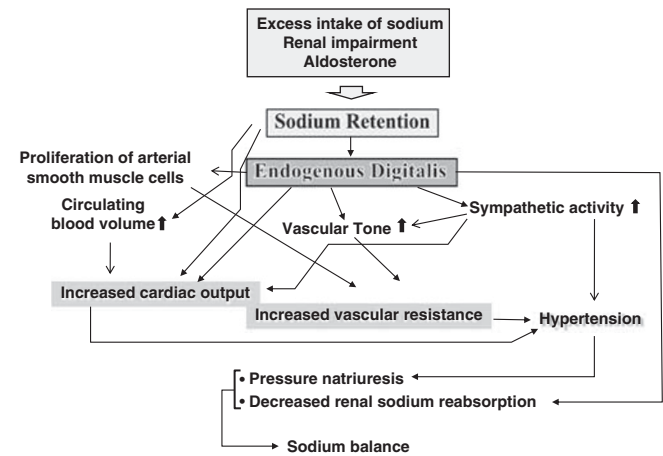 Excess intake of sodium
Renal impairment
Aldosterone
Sodium Retention
Proliferation of arterial
smooth muscle cells
Endogenous Digitalis
Circulating
blood volume
Vascular Tone
Sympathetic activity
Increased cardiac output
Increased vascular resistance
Hypertension
• Pressure natriuresis
• Decreased renal sodium reabsorption
Sodium balance